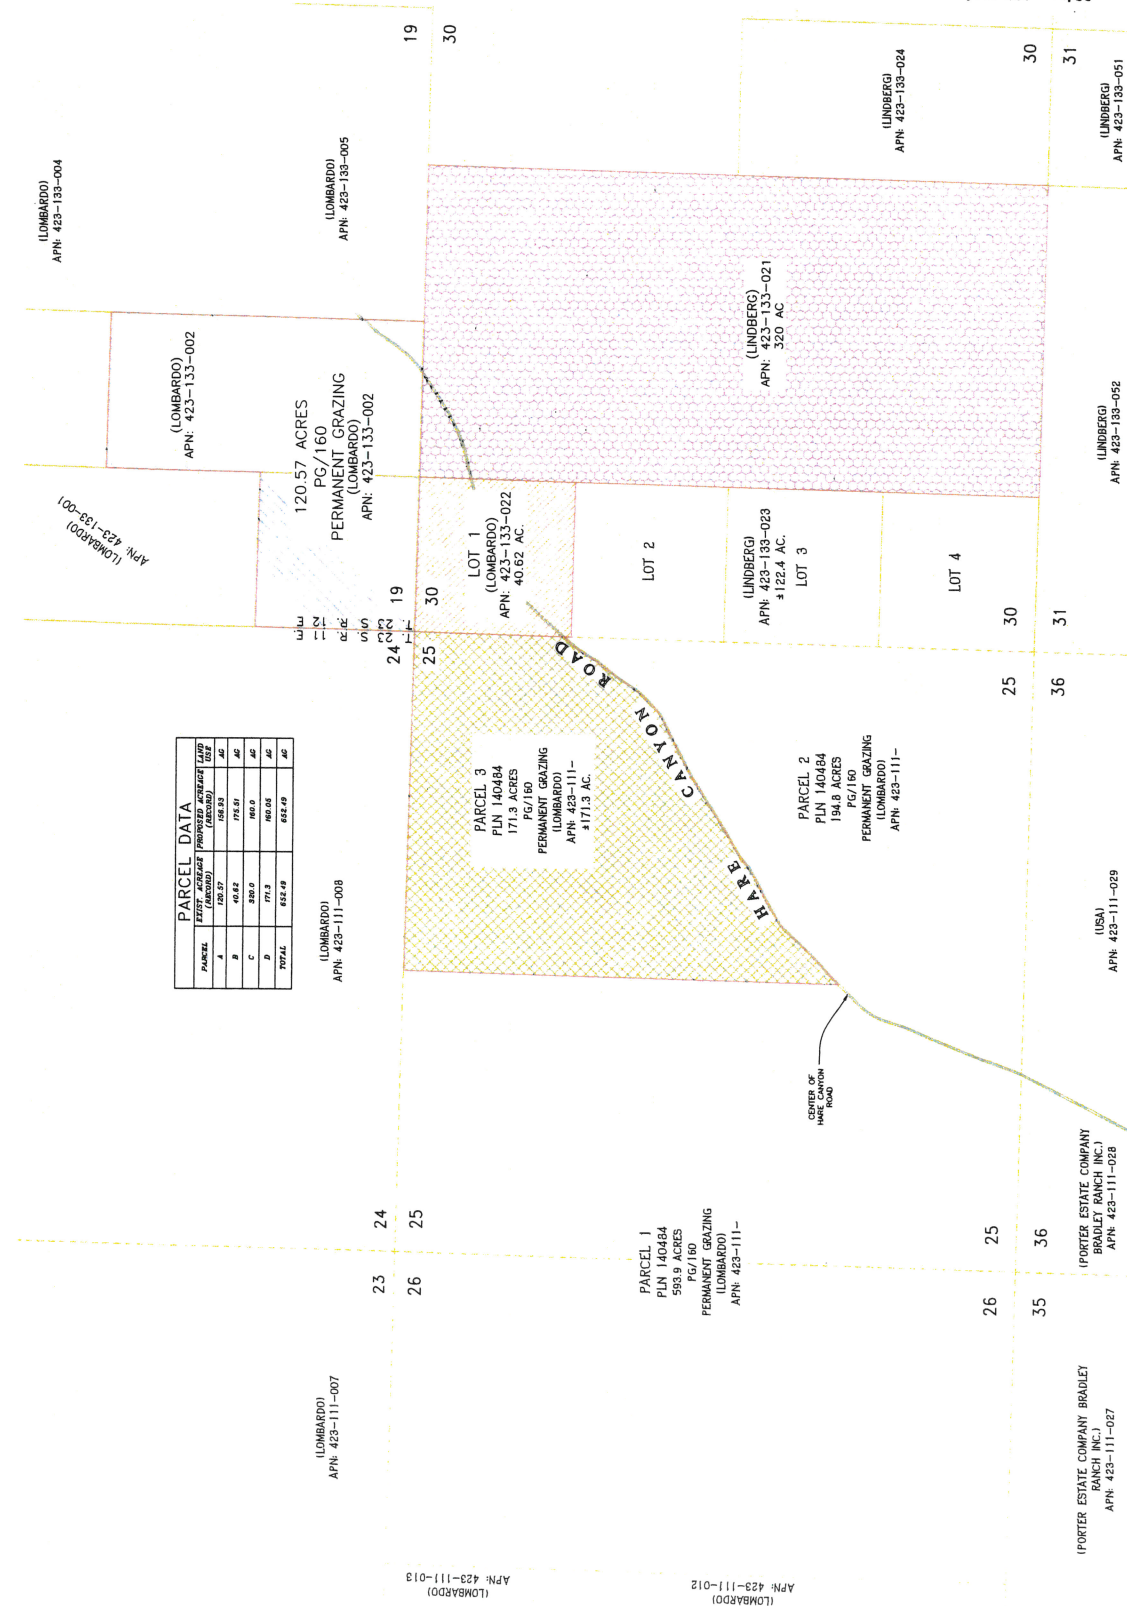 (LOMBARDO)
APN: 423-133-004
19
30
(LINDBERG)
APN: 423-133-024
30
31
(LINDBERG)
APN: 423-133-051
(LOMBARDO)
APN: 423-133-005
(LOMBARDO)
APN: 423-133-002
120.57 ACRES
PG/160
PERMANENT GRAZING
(LOMBARDO)
APN: 423-133-002
(LINDBERG)
APN: 423-133-021
320 AC
(LINDBERG)
APN: 423-133-052
(LOMBARDO)
APN: 423-133-001
LOT 1
(LOMBARDO)
APN: 423-133-022
40.62 AC.
LOT 2
(LINDBERG)
APN: 423-133-023
±122.4 AC.
LOT 3
LOT 4
19
30
T. 23 S. R. 12 E
T. 23 S. R. 11 E
24
25
30
31
25
36
PARCEL DATA
PARCEL EXIST. ACREAGE (RECORD) PROPOSED ACREAGE (RECORD) LAND USE
A 120.57 156.93 AG
B 40.62 175.51 AG
C 320.0 160.0 AG
D 171.3 160.05 AG
TOTAL 652.49 652.49 AG
(LOMBARDO)
APN: 423-111-008
PARCEL 3
PLN 140484
171.3 ACRES
PG/160
PERMANENT GRAZING
(LOMBARDO)
APN: 423-111-
±171.3 AC.
HARE CANYON ROAD
PARCEL 2
PLN 140484
194.8 ACRES
PG/160
PERMANENT GRAZING
(LOMBARDO)
APN: 423-111-
(USA)
APN: 423-111-029
CENTER OF
HARE CANYON
ROAD
24
25
23
26
PARCEL 1
PLN 140484
593.9 ACRES
PG/160
PERMANENT GRAZING
(LOMBARDO)
APN: 423-111-
25
36
26
35
(PORTER ESTATE COMPANY
BRADLEY RANCH INC.)
APN: 423-111-028
(LOMBARDO)
APN: 423-111-007
(PORTER ESTATE COMPANY BRADLEY
RANCH INC.)
APN: 423-111-027
(LOMBARDO)
APN: 423-111-013
(LOMBARDO)
APN: 423-111-012